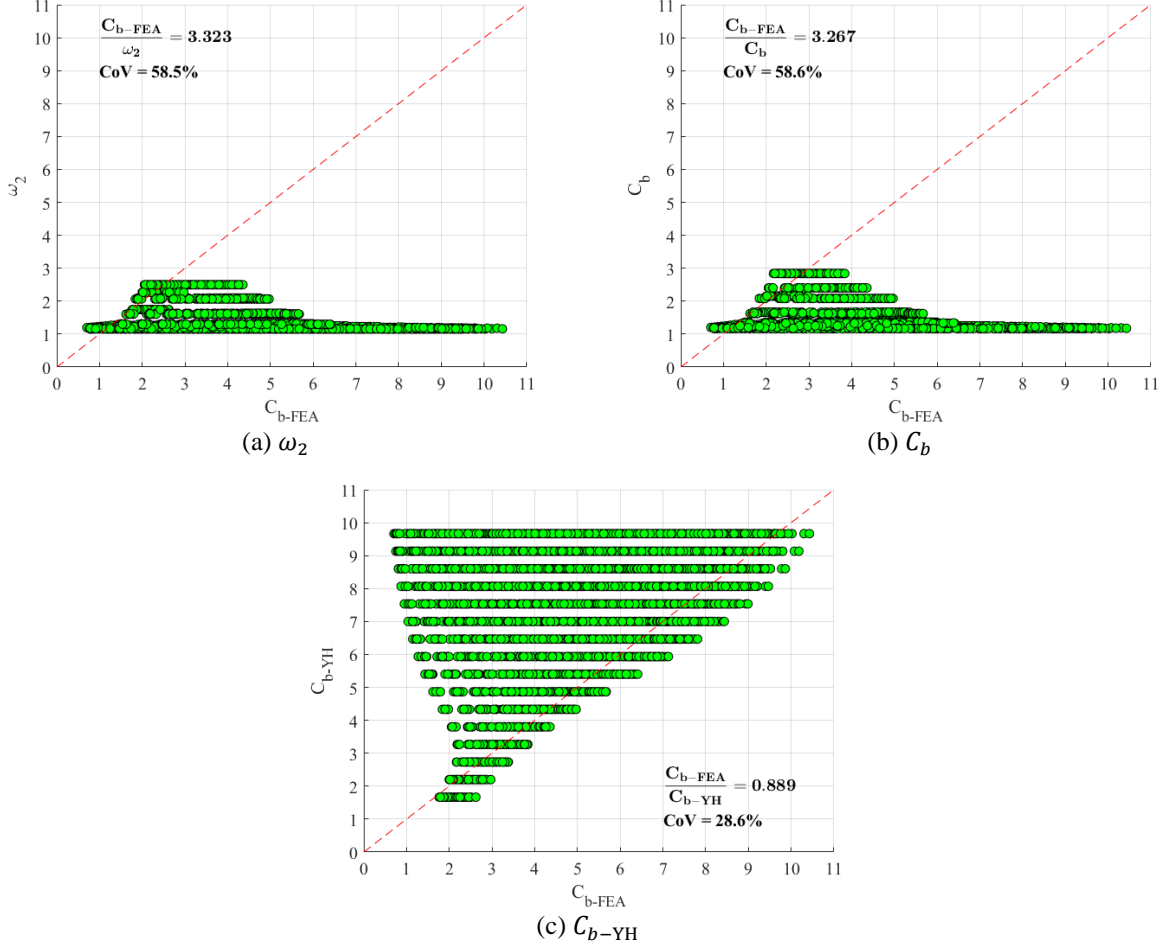 11
10
9
8
7
6
5
4
3
2
1
0
ω₂
C_b-FEA / ω₂ = 3.323
CoV = 58.5%
0 1 2 3 4 5 6 7 8 9 10 11
C_b-FEA
(a) ω₂
11
10
9
8
7
6
5
4
3
2
1
0
C_b
C_b-FEA / C_b = 3.267
CoV = 58.6%
0 1 2 3 4 5 6 7 8 9 10 11
C_b-FEA
(b) C_b
11
10
9
8
7
6
5
4
3
2
1
0
C_b-YH
C_b-FEA / C_b-YH = 0.889
CoV = 28.6%
0 1 2 3 4 5 6 7 8 9 10 11
C_b-FEA
(c) C_b-YH